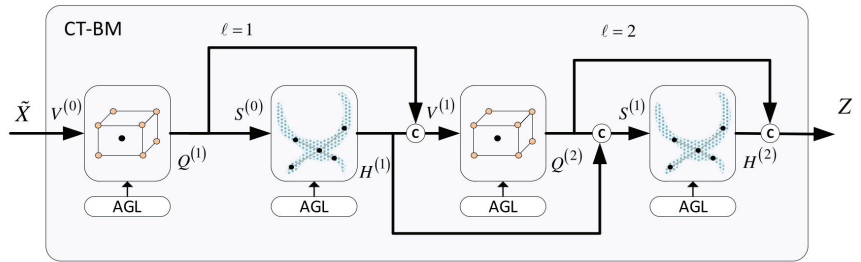 CT-BM
ℓ = 1
ℓ = 2
X̃
V^(0)
S^(0)
V^(1)
S^(1)
Z
C
C
C
Q^(1)
H^(1)
Q^(2)
H^(2)
AGL
AGL
AGL
AGL